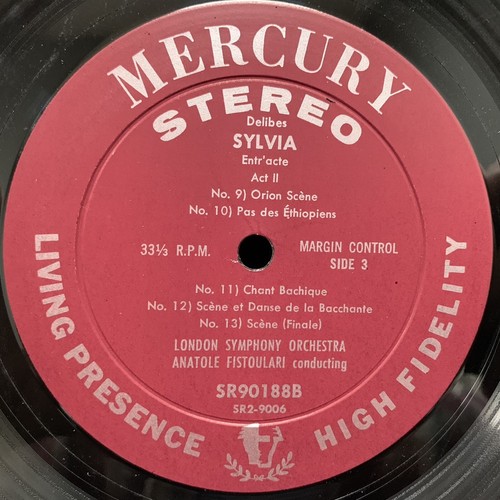 MERCURY
STEREO
Delibes
SYLVIA
Entr'acte
Act II
No. 9) Orion Scène
No. 10) Pas des Éthiopiens
33⅓ R.P.M.
MARGIN CONTROL
SIDE 3
No. 11) Chant Bachique
No. 12) Scène et Danse de la Bacchante
No. 13) Scène (Finale)
LONDON SYMPHONY ORCHESTRA
ANATOLE FISTOULARI conducting
SR90188B
SR2-9006
LIVING PRESENCE
HIGH FIDELITY